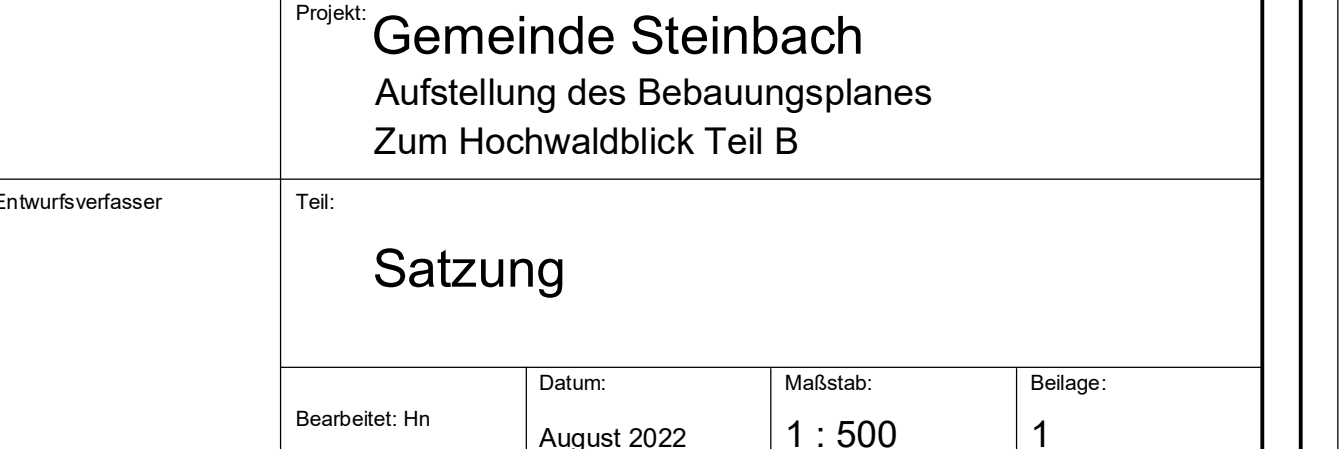 Projekt: Gemeinde Steinbach
Aufstellung des Bebauungsplanes
Zum Hochwaldblick Teil B
Entwurfsverfasser
Teil:
Satzung
Bearbeitet: Hn
Datum:
August 2022
Maßstab:
1 : 500
Beilage:
1